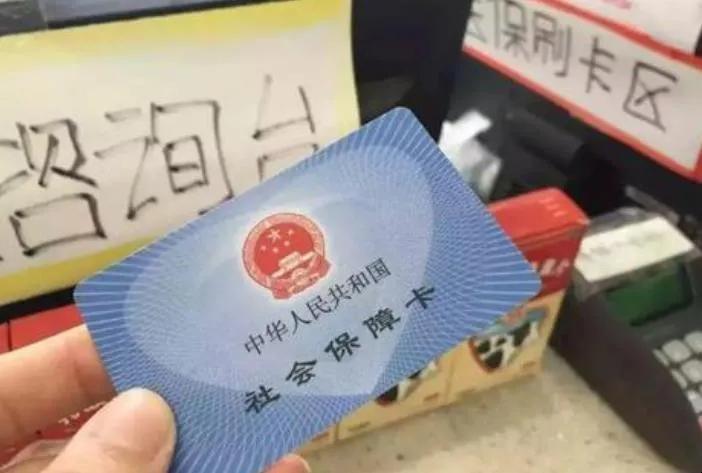 咨询台
保刷卡区
中华人民共和国
社会保障卡